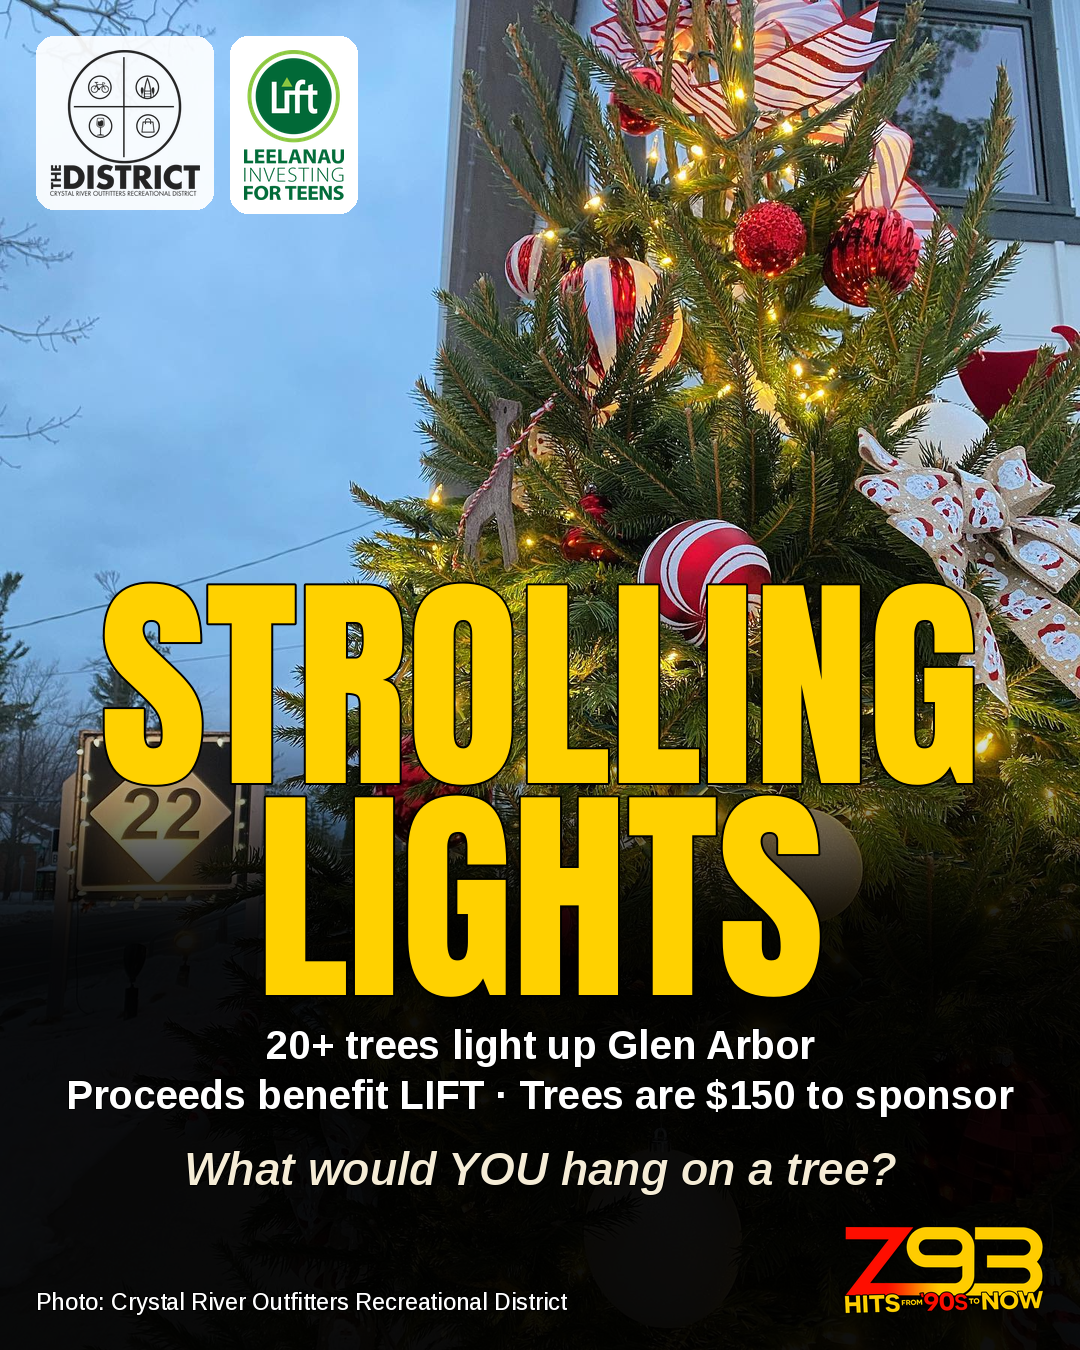 THE DISTRICT
CRYSTAL RIVER OUTFITTERS RECREATIONAL DISTRICT
Lift
LEELANAU
INVESTING
FOR TEENS
22
STROLLING
LIGHTS
20+ trees light up Glen Arbor
Proceeds benefit LIFT · Trees are $150 to sponsor
What would YOU hang on a tree?
Z93
HITS FROM '90S TO NOW
Photo: Crystal River Outfitters Recreational District